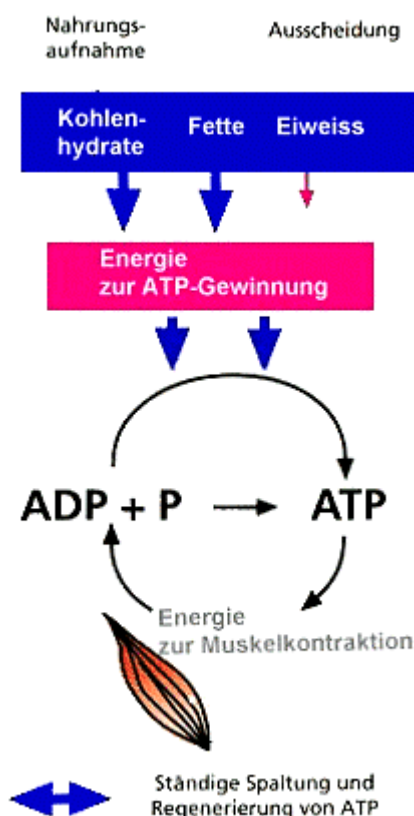 Nahrungs-
aufnahme
Ausscheidung
Kohlen-
hydrate
Fette
Eiweiss
Energie
zur ATP-Gewinnung
ADP + P
ATP
Energie
zur Muskelkontraktion
Ständige Spaltung und
Regenerierung von ATP